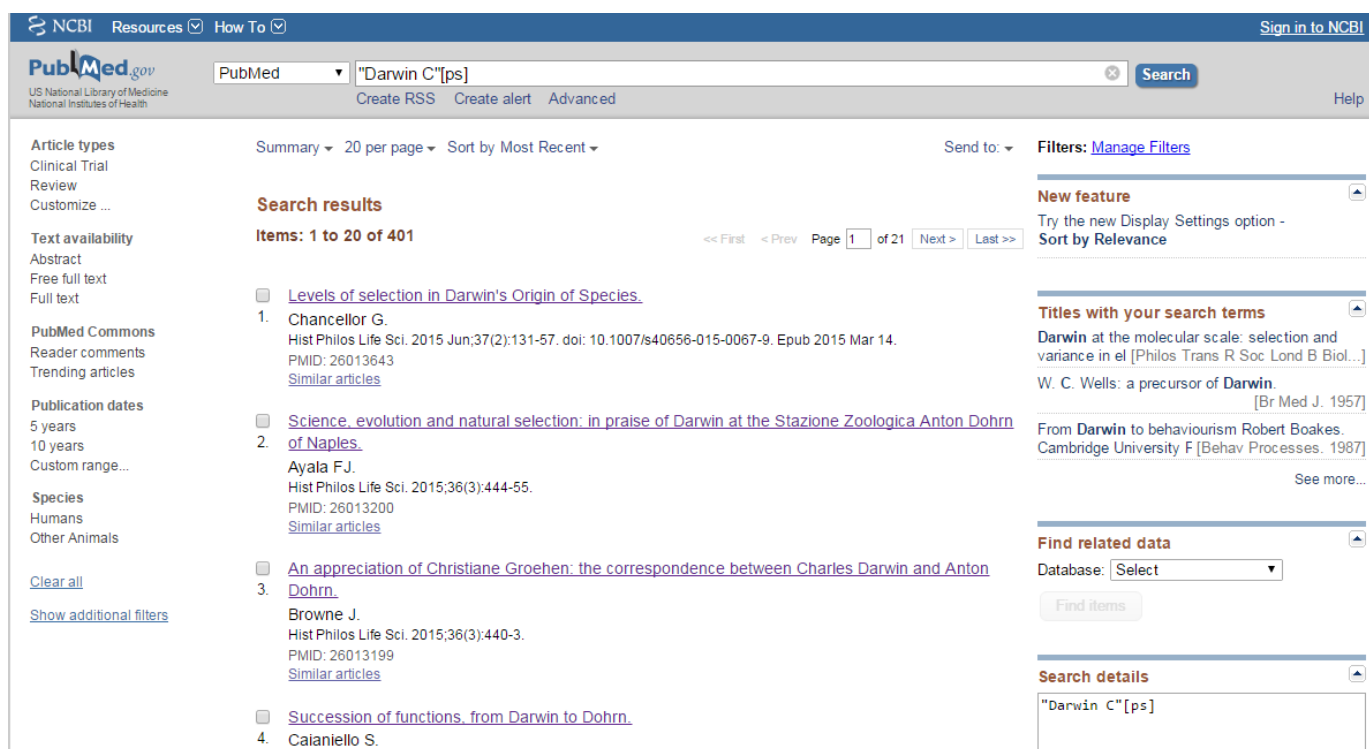 NCBI Resources How To Sign in to NCBI
PubMed.gov
US National Library of Medicine
National Institutes of Health
PubMed "Darwin C"[ps] Search
Create RSS Create alert Advanced Help
Article types
Clinical Trial
Review
Customize ...
Text availability
Abstract
Free full text
Full text
PubMed Commons
Reader comments
Trending articles
Publication dates
5 years
10 years
Custom range...
Species
Humans
Other Animals
Clear all
Show additional filters
Summary 20 per page Sort by Most Recent Send to:
Search results
Items: 1 to 20 of 401
<< First < Prev Page 1 of 21 Next > Last >>
Levels of selection in Darwin's Origin of Species.
1. Chancellor G.
Hist Philos Life Sci. 2015 Jun;37(2):131-57. doi: 10.1007/s40656-015-0067-9. Epub 2015 Mar 14.
PMID: 26013643
Similar articles
Science, evolution and natural selection: in praise of Darwin at the Stazione Zoologica Anton Dohrn
2. of Naples.
Ayala FJ.
Hist Philos Life Sci. 2015;36(3):444-55.
PMID: 26013200
Similar articles
An appreciation of Christiane Groehen: the correspondence between Charles Darwin and Anton
3. Dohrn.
Browne J.
Hist Philos Life Sci. 2015;36(3):440-3.
PMID: 26013199
Similar articles
Succession of functions, from Darwin to Dohrn.
4. Caianiello S.
Filters: Manage Filters
New feature
Try the new Display Settings option -
Sort by Relevance
Titles with your search terms
Darwin at the molecular scale: selection and
variance in el [Philos Trans R Soc Lond B Biol...]
W. C. Wells: a precursor of Darwin.
[Br Med J. 1957]
From Darwin to behaviourism Robert Boakes.
Cambridge University F [Behav Processes. 1987]
See more...
Find related data
Database: Select
Find items
Search details
"Darwin C"[ps]